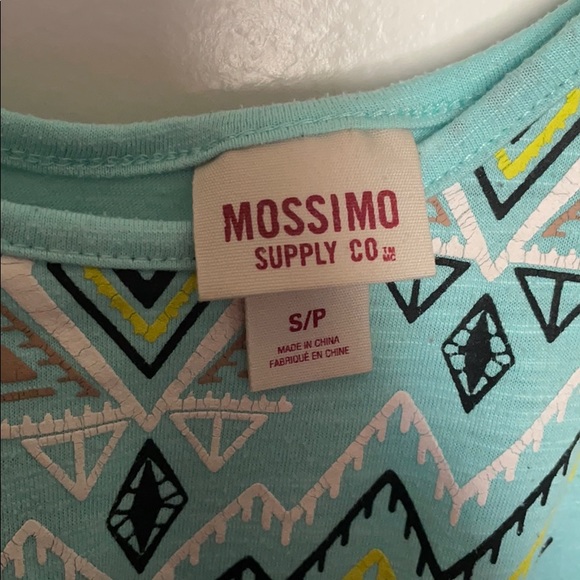 MOSSIMO
SUPPLY CO ™ MC
S/P
MADE IN CHINA
FABRIQUÉ EN CHINE